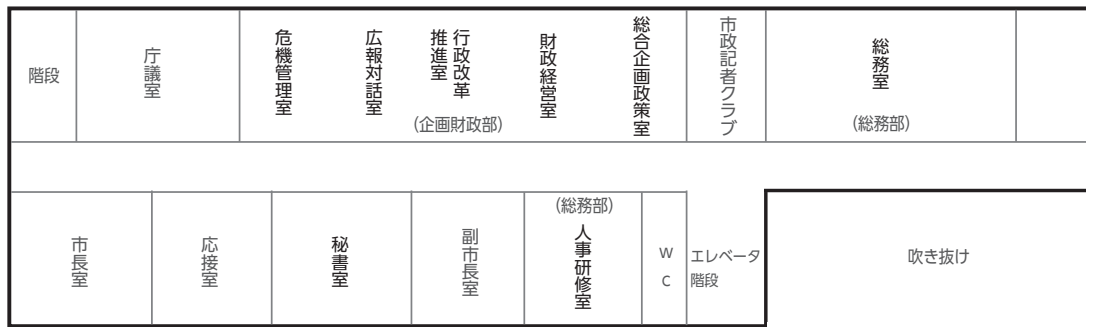 階段
庁議室
危機管理室
広報対話室
行政改革
推進室
(企画財政部)
財政経営室
総合企画政策室
市政記者クラブ
総務室
(総務部)
市長室
応接室
秘書室
副市長室
(総務部)
人事研修室
WC
エレベータ
階段
吹き抜け